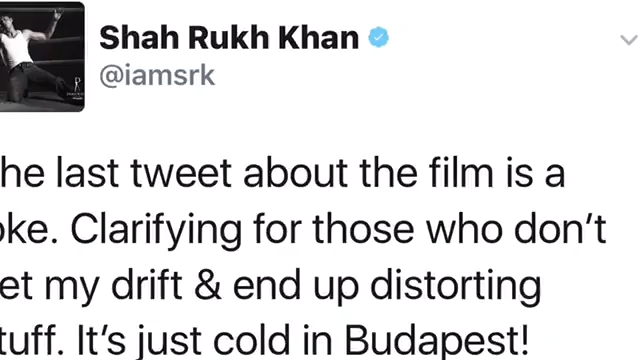 Shah Rukh Khan
@iamsrk
he last tweet about the film is a
oke. Clarifying for those who don’t
et my drift & end up distorting
tuff. It’s just cold in Budapest!